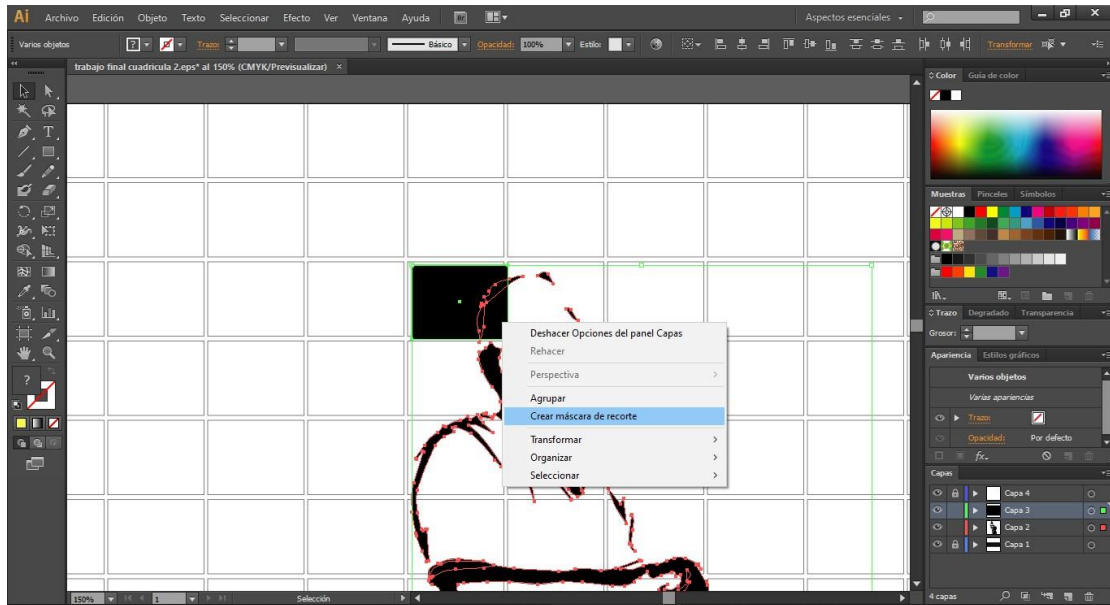 Ai Archivo Edición Objeto Texto Seleccionar Efecto Ver Ventana Ayuda Br Aspectos esenciales
Varios objetos ? Trazo: Básico Opacidad: 100% Estilo: Transformar
trabajo final cuadricula 2.eps* al 150% (CMYK/Previsualizar) ×
Color Guía de color
Muestras Pinceles Símbolos
Trazo Degradado Transparencia
Grosor:
Apariencia Estilos gráficos
Varios objetos
Varias apariencias
Trazo:
Opacidad: Por defecto
fx.
Capas
Capa 4
Capa 3
Capa 2
Capa 1
4 capas
Deshacer Opciones del panel Capas
Rehacer
Perspectiva
Agrupar
Crear máscara de recorte
Transformar
Organizar
Seleccionar
?
150% 1 Selección